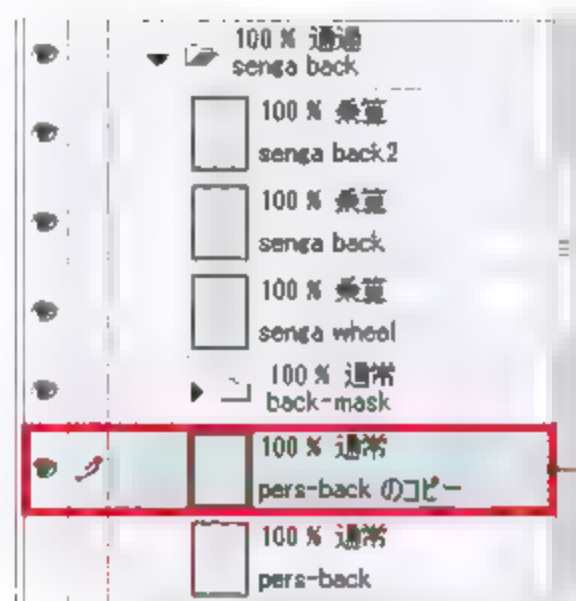 100 % 通過
senga back
100 % 乗算
senga back2
100 % 乗算
senga back
100 % 乗算
senga wheel
100 % 通常
back-mask
100 % 通常
pers-back のコピー
100 % 通常
pers-back